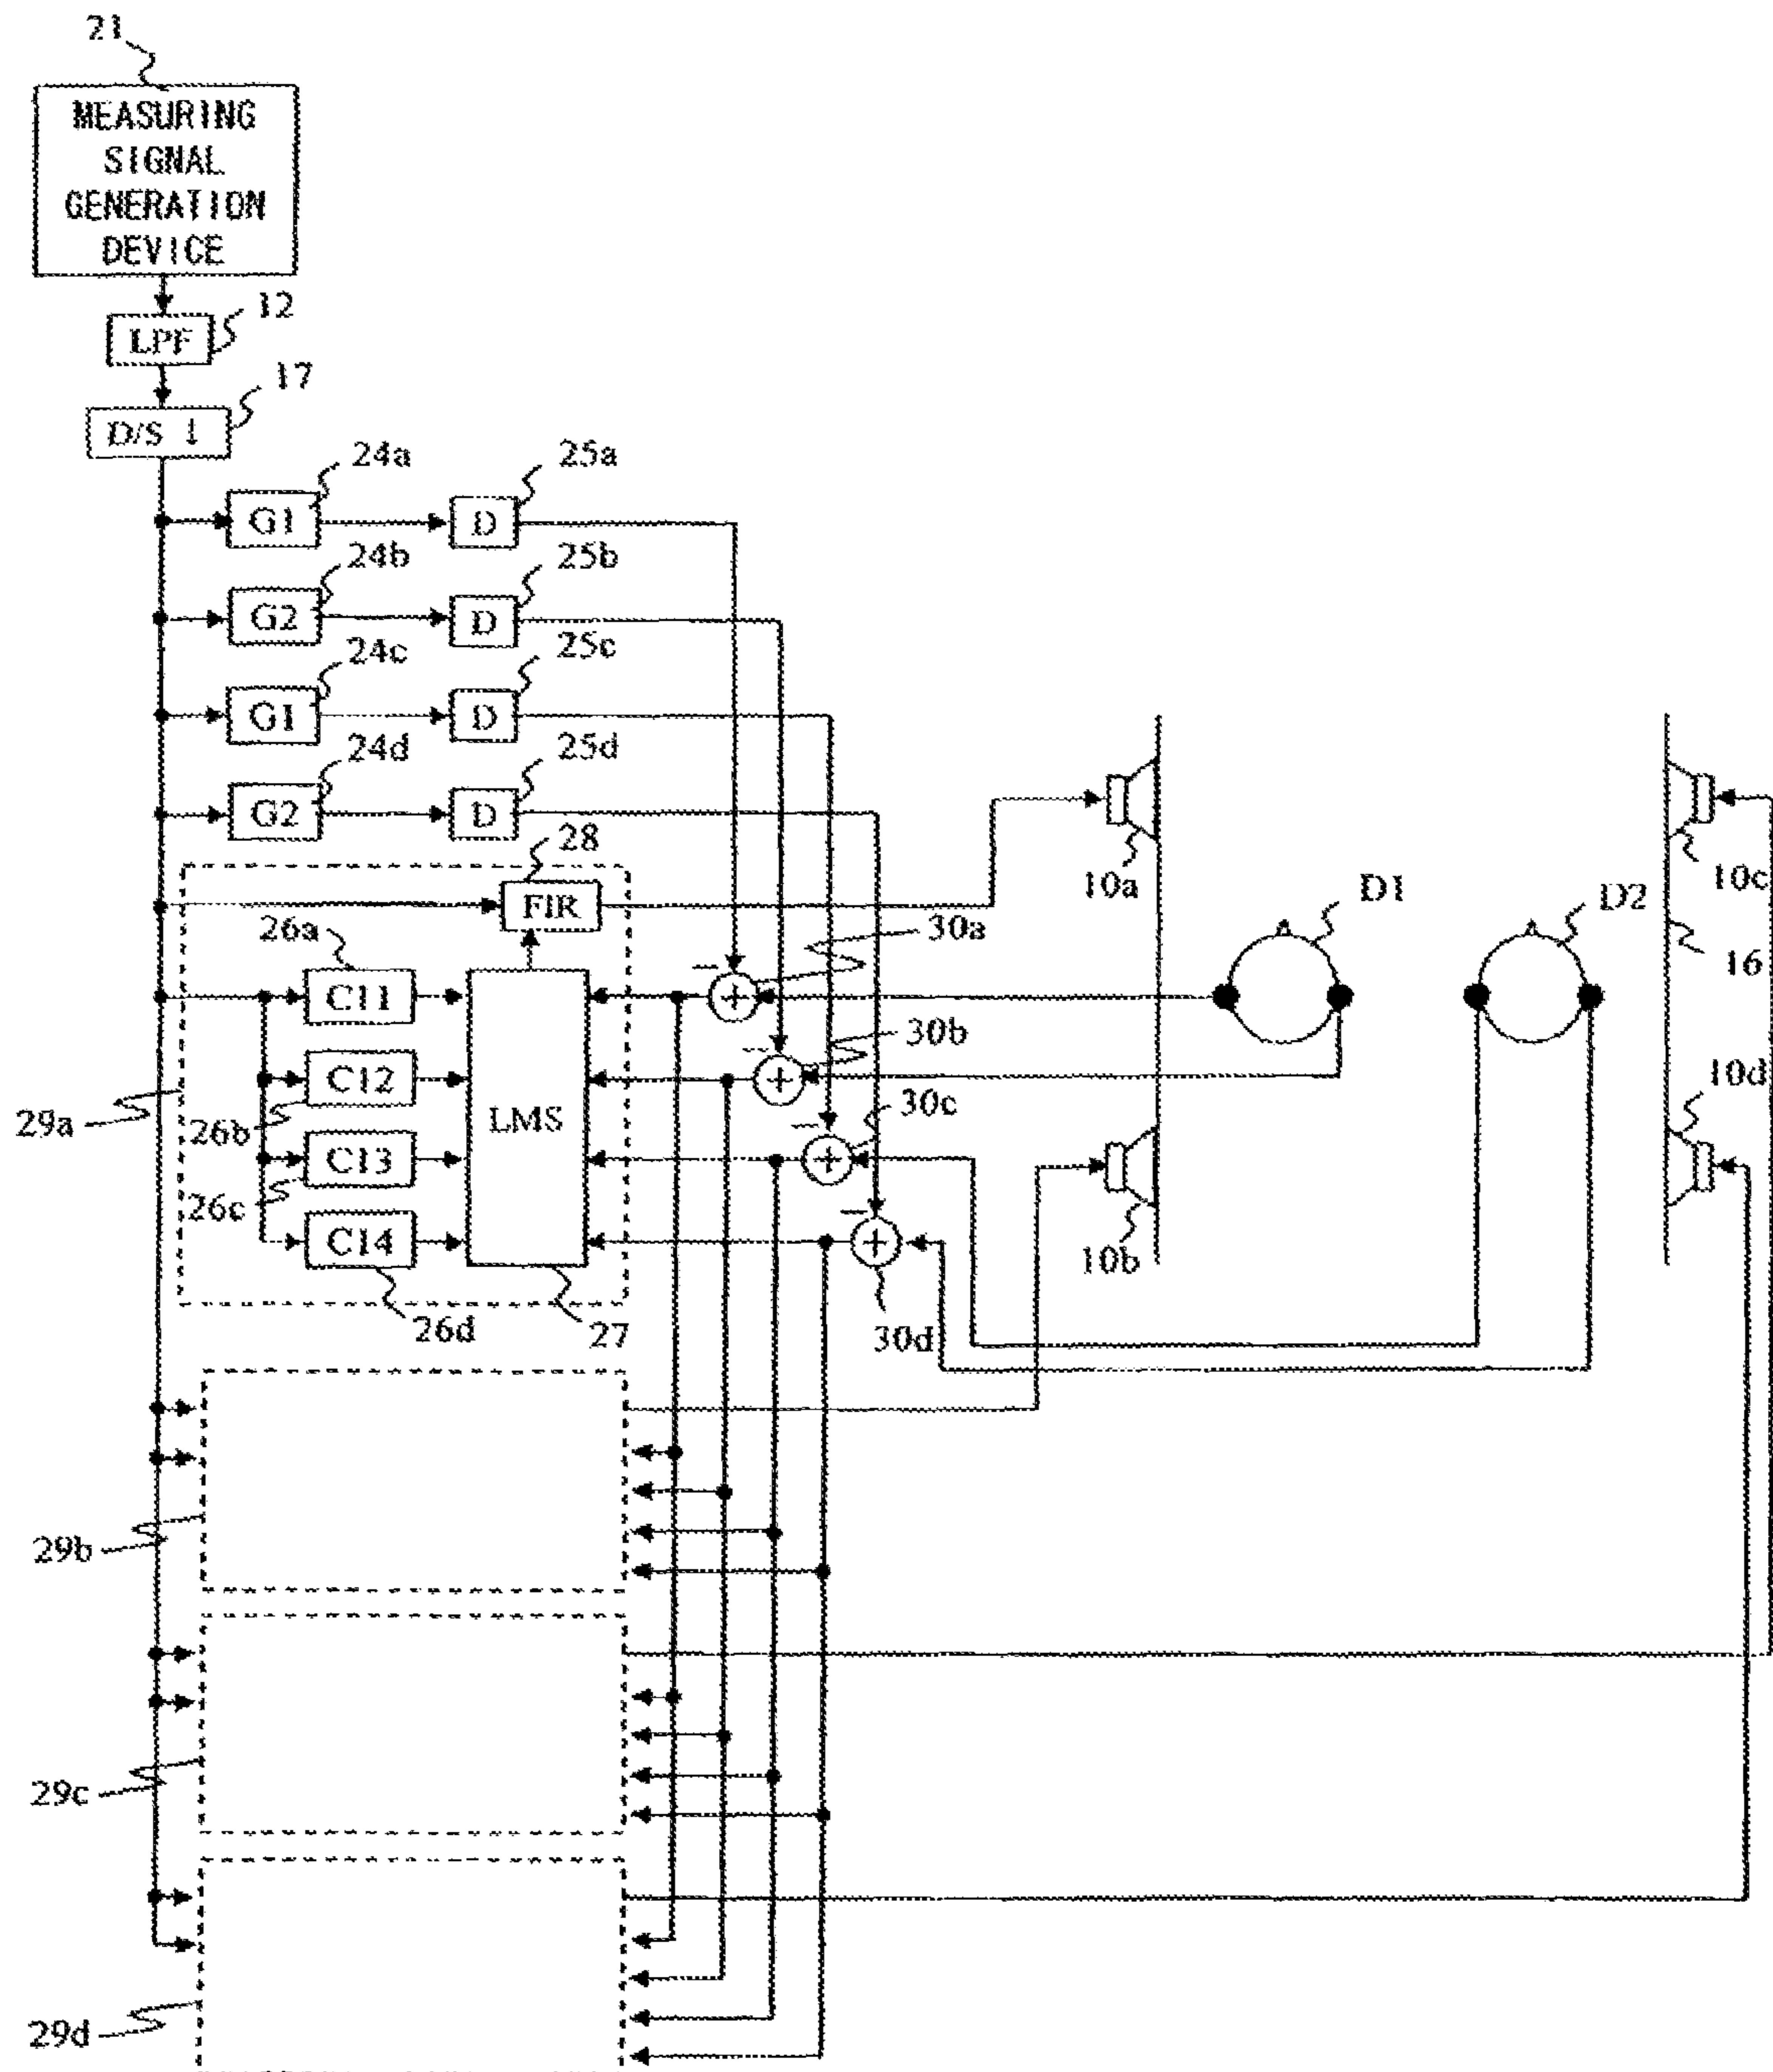 21
MEASURING
SIGNAL
GENERATION
DEVICE
12
LPF
17
D/S ↓
24a
25a
G1
D
24b
25b
G2
D
24c
25c
G1
D
24d
25d
G2
D
28
FIR
10a
10c
D1
D2
16
26a
30a
C11
−
+
30b
C12
−
+
29a
26b
LMS
30c
10d
C13
−
+
26c
C14
−
+
10b
26d
27
30d
29b
29c
29d